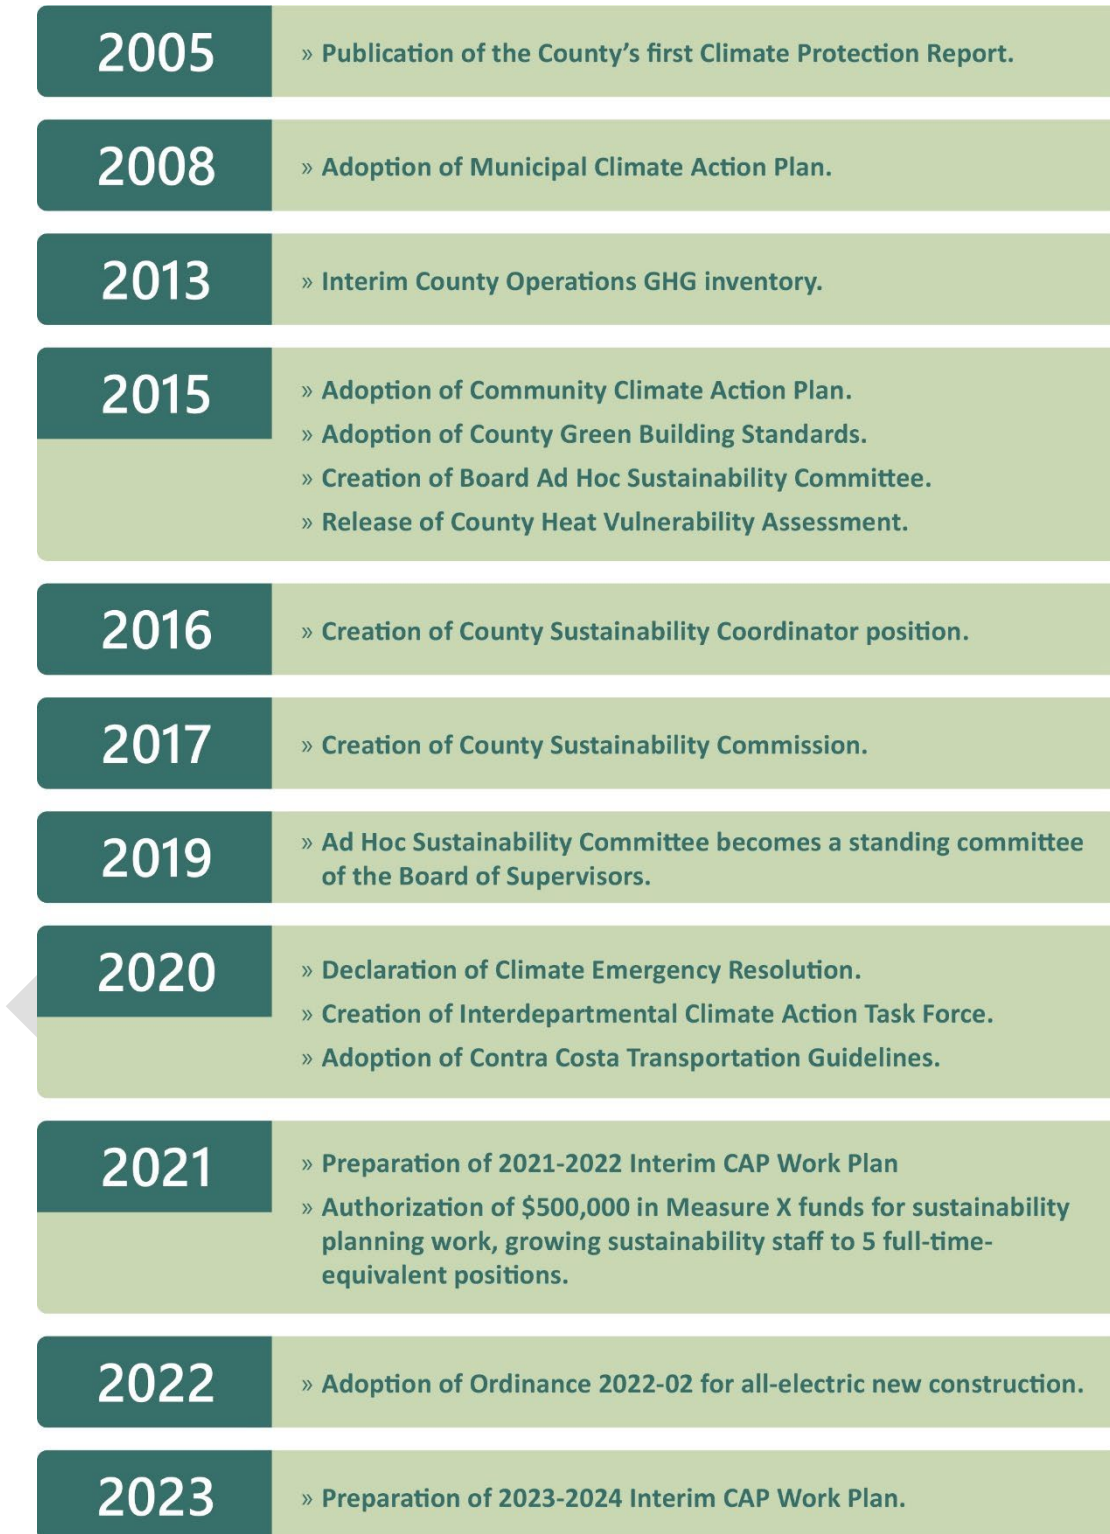 2005
» Publication of the County’s first Climate Protection Report.
2008
» Adoption of Municipal Climate Action Plan.
2013
» Interim County Operations GHG inventory.
2015
» Adoption of Community Climate Action Plan.
» Adoption of County Green Building Standards.
» Creation of Board Ad Hoc Sustainability Committee.
» Release of County Heat Vulnerability Assessment.
2016
» Creation of County Sustainability Coordinator position.
2017
» Creation of County Sustainability Commission.
2019
» Ad Hoc Sustainability Committee becomes a standing committee
of the Board of Supervisors.
2020
» Declaration of Climate Emergency Resolution.
» Creation of Interdepartmental Climate Action Task Force.
» Adoption of Contra Costa Transportation Guidelines.
2021
» Preparation of 2021-2022 Interim CAP Work Plan
» Authorization of $500,000 in Measure X funds for sustainability
planning work, growing sustainability staff to 5 full-time-
equivalent positions.
2022
» Adoption of Ordinance 2022-02 for all-electric new construction.
2023
» Preparation of 2023-2024 Interim CAP Work Plan.